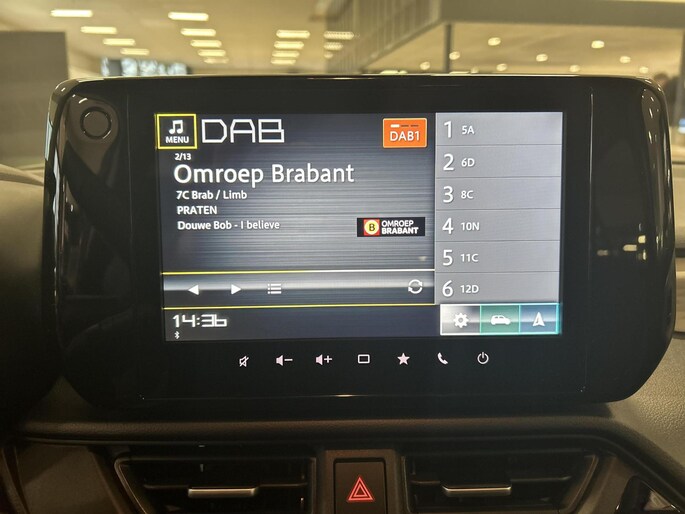 MENU
DAB
DAB1
2/13
Omroep Brabant
7C Brab / Limb
PRATEN
Douwe Bob - I believe
B OMROEP
BRABANT
14:36
1 5A
2 6D
3 8C
4 10N
5 11C
6 12D